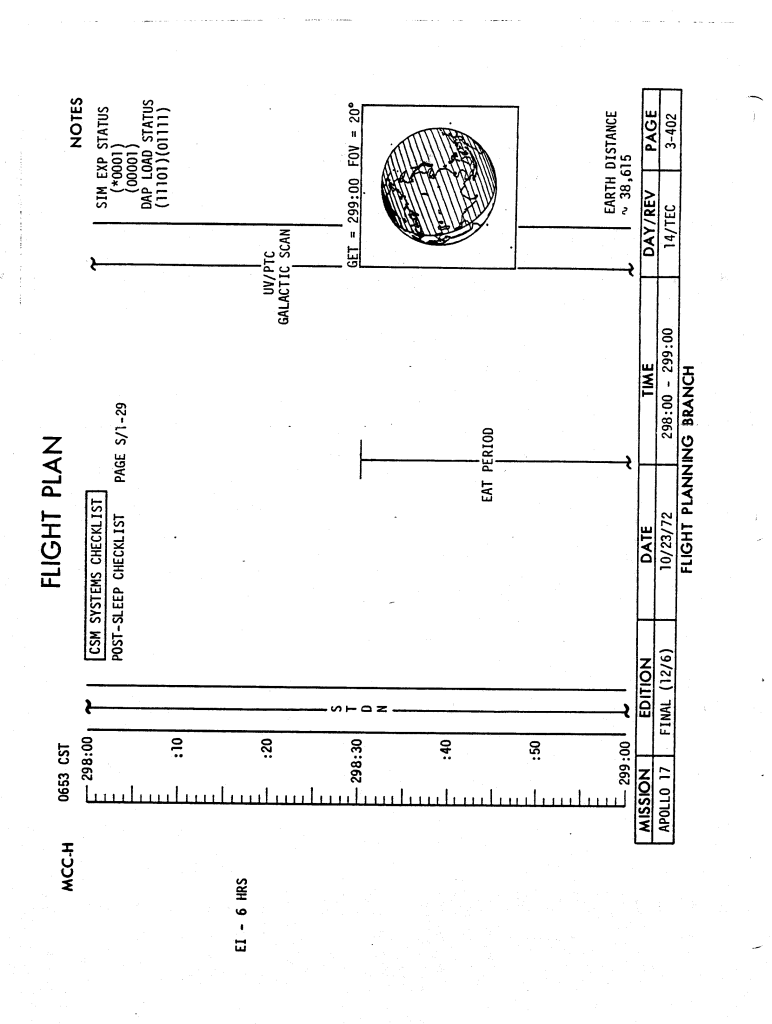 FLIGHT PLAN
MCC-H
0653 CST
NOTES
298:00
CSM SYSTEMS CHECKLIST
POST-SLEEP CHECKLIST PAGE S/1-29
SIM EXP STATUS
(*0001)
(00001)
DAP LOAD STATUS
(11101)(01111)
:10
EI - 6 HRS
:20
UV/PTC
GALACTIC SCAN
298:30
S
T
D
N
GET = 299:00 FOV = 20°
:40
EAT PERIOD
:50
EARTH DISTANCE
~ 38,615
299:00
MISSION EDITION DATE TIME DAY/REV PAGE
APOLLO 17 FINAL (12/6) 10/23/72 298:00 - 299:00 14/TEC 3-402
FLIGHT PLANNING BRANCH